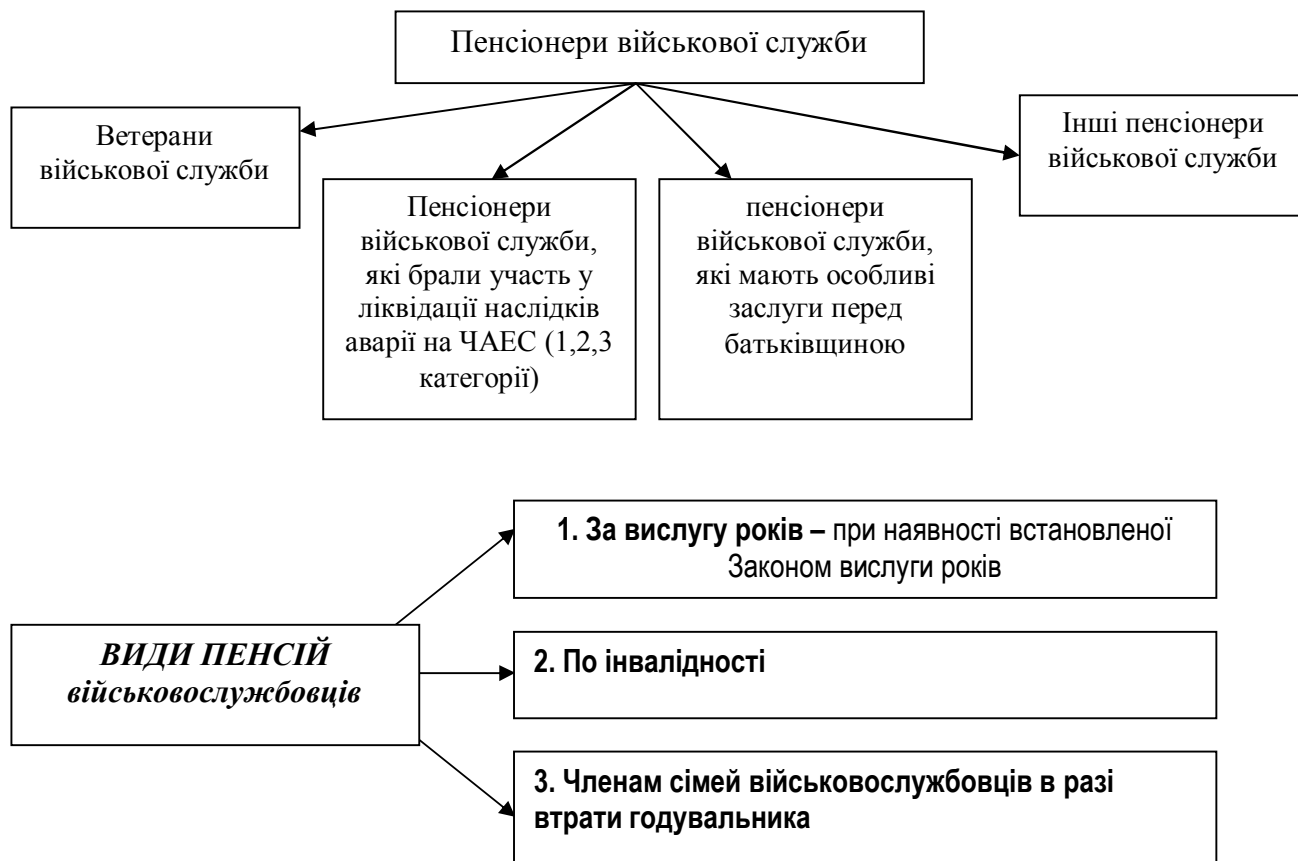 Пенсіонери військової служби
Ветерани
військової служби
Пенсіонери
військової служби,
які брали участь у
ліквідації наслідків
аварії на ЧАЕС (1,2,3
категорії)
пенсіонери
військової служби,
які мають особливі
заслуги перед
батьківщиною
Інші пенсіонери
військової служби
ВИДИ ПЕНСІЙ
військовослужбовців
1. За вислугу років – при наявності встановленої
Законом вислуги років
2. По інвалідності
3. Членам сімей військовослужбовців в разі
втрати годувальника